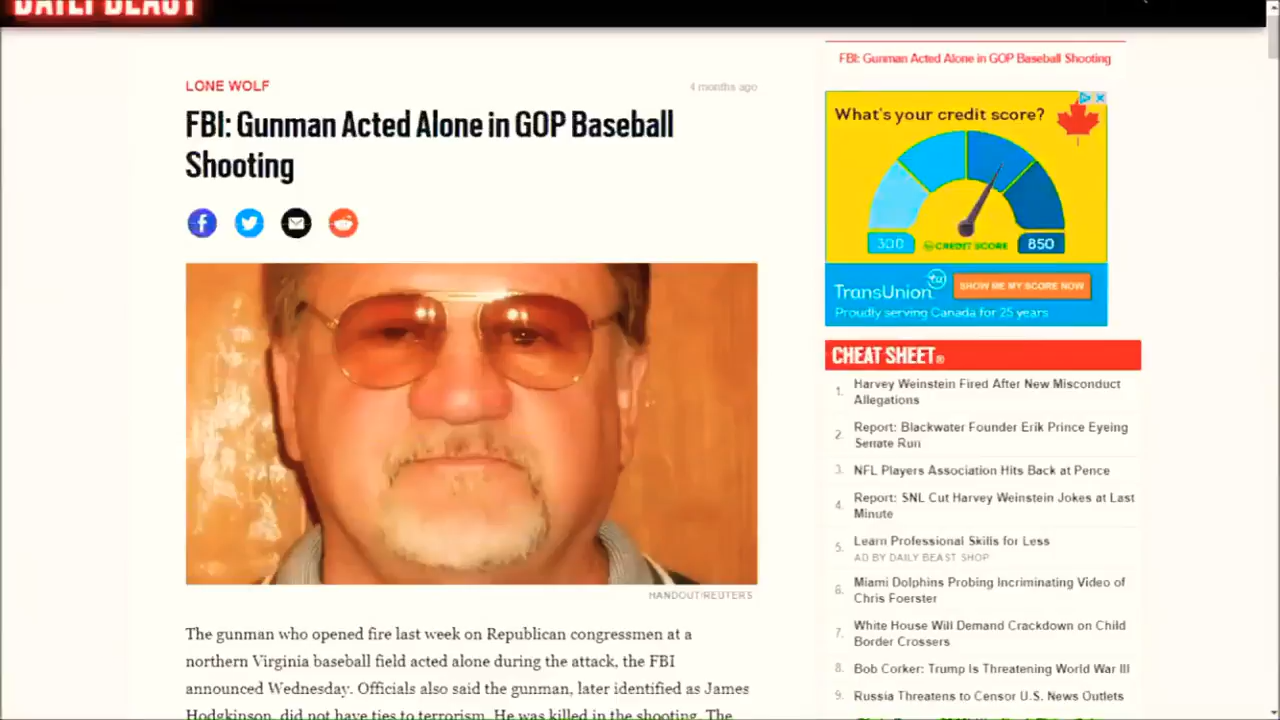 DAILY BEAST
LONE WOLF
4 months ago
FBI: Gunman Acted Alone in GOP Baseball
Shooting
HANDOUT/REUTERS
The gunman who opened fire last week on Republican congressmen at a
northern Virginia baseball field acted alone during the attack, the FBI
announced Wednesday. Officials also said the gunman, later identified as James
Hodgkinson, did not have ties to terrorism. He was killed in the shooting. The
FBI: Gunman Acted Alone in GOP Baseball Shooting
What's your credit score?
300
CREDIT SCORE
850
TransUnion
tu
SHOW ME MY SCORE NOW
Proudly serving Canada for 25 years
CHEAT SHEET®
1. Harvey Weinstein Fired After New Misconduct
Allegations
2. Report: Blackwater Founder Erik Prince Eyeing
Senate Run
3. NFL Players Association Hits Back at Pence
4. Report: SNL Cut Harvey Weinstein Jokes at Last
Minute
5. Learn Professional Skills for Less
AD BY DAILY BEAST SHOP
6. Miami Dolphins Probing Incriminating Video of
Chris Foerster
7. White House Will Demand Crackdown on Child
Border Crossers
8. Bob Corker: Trump Is Threatening World War III
9. Russia Threatens to Censor U.S. News Outlets